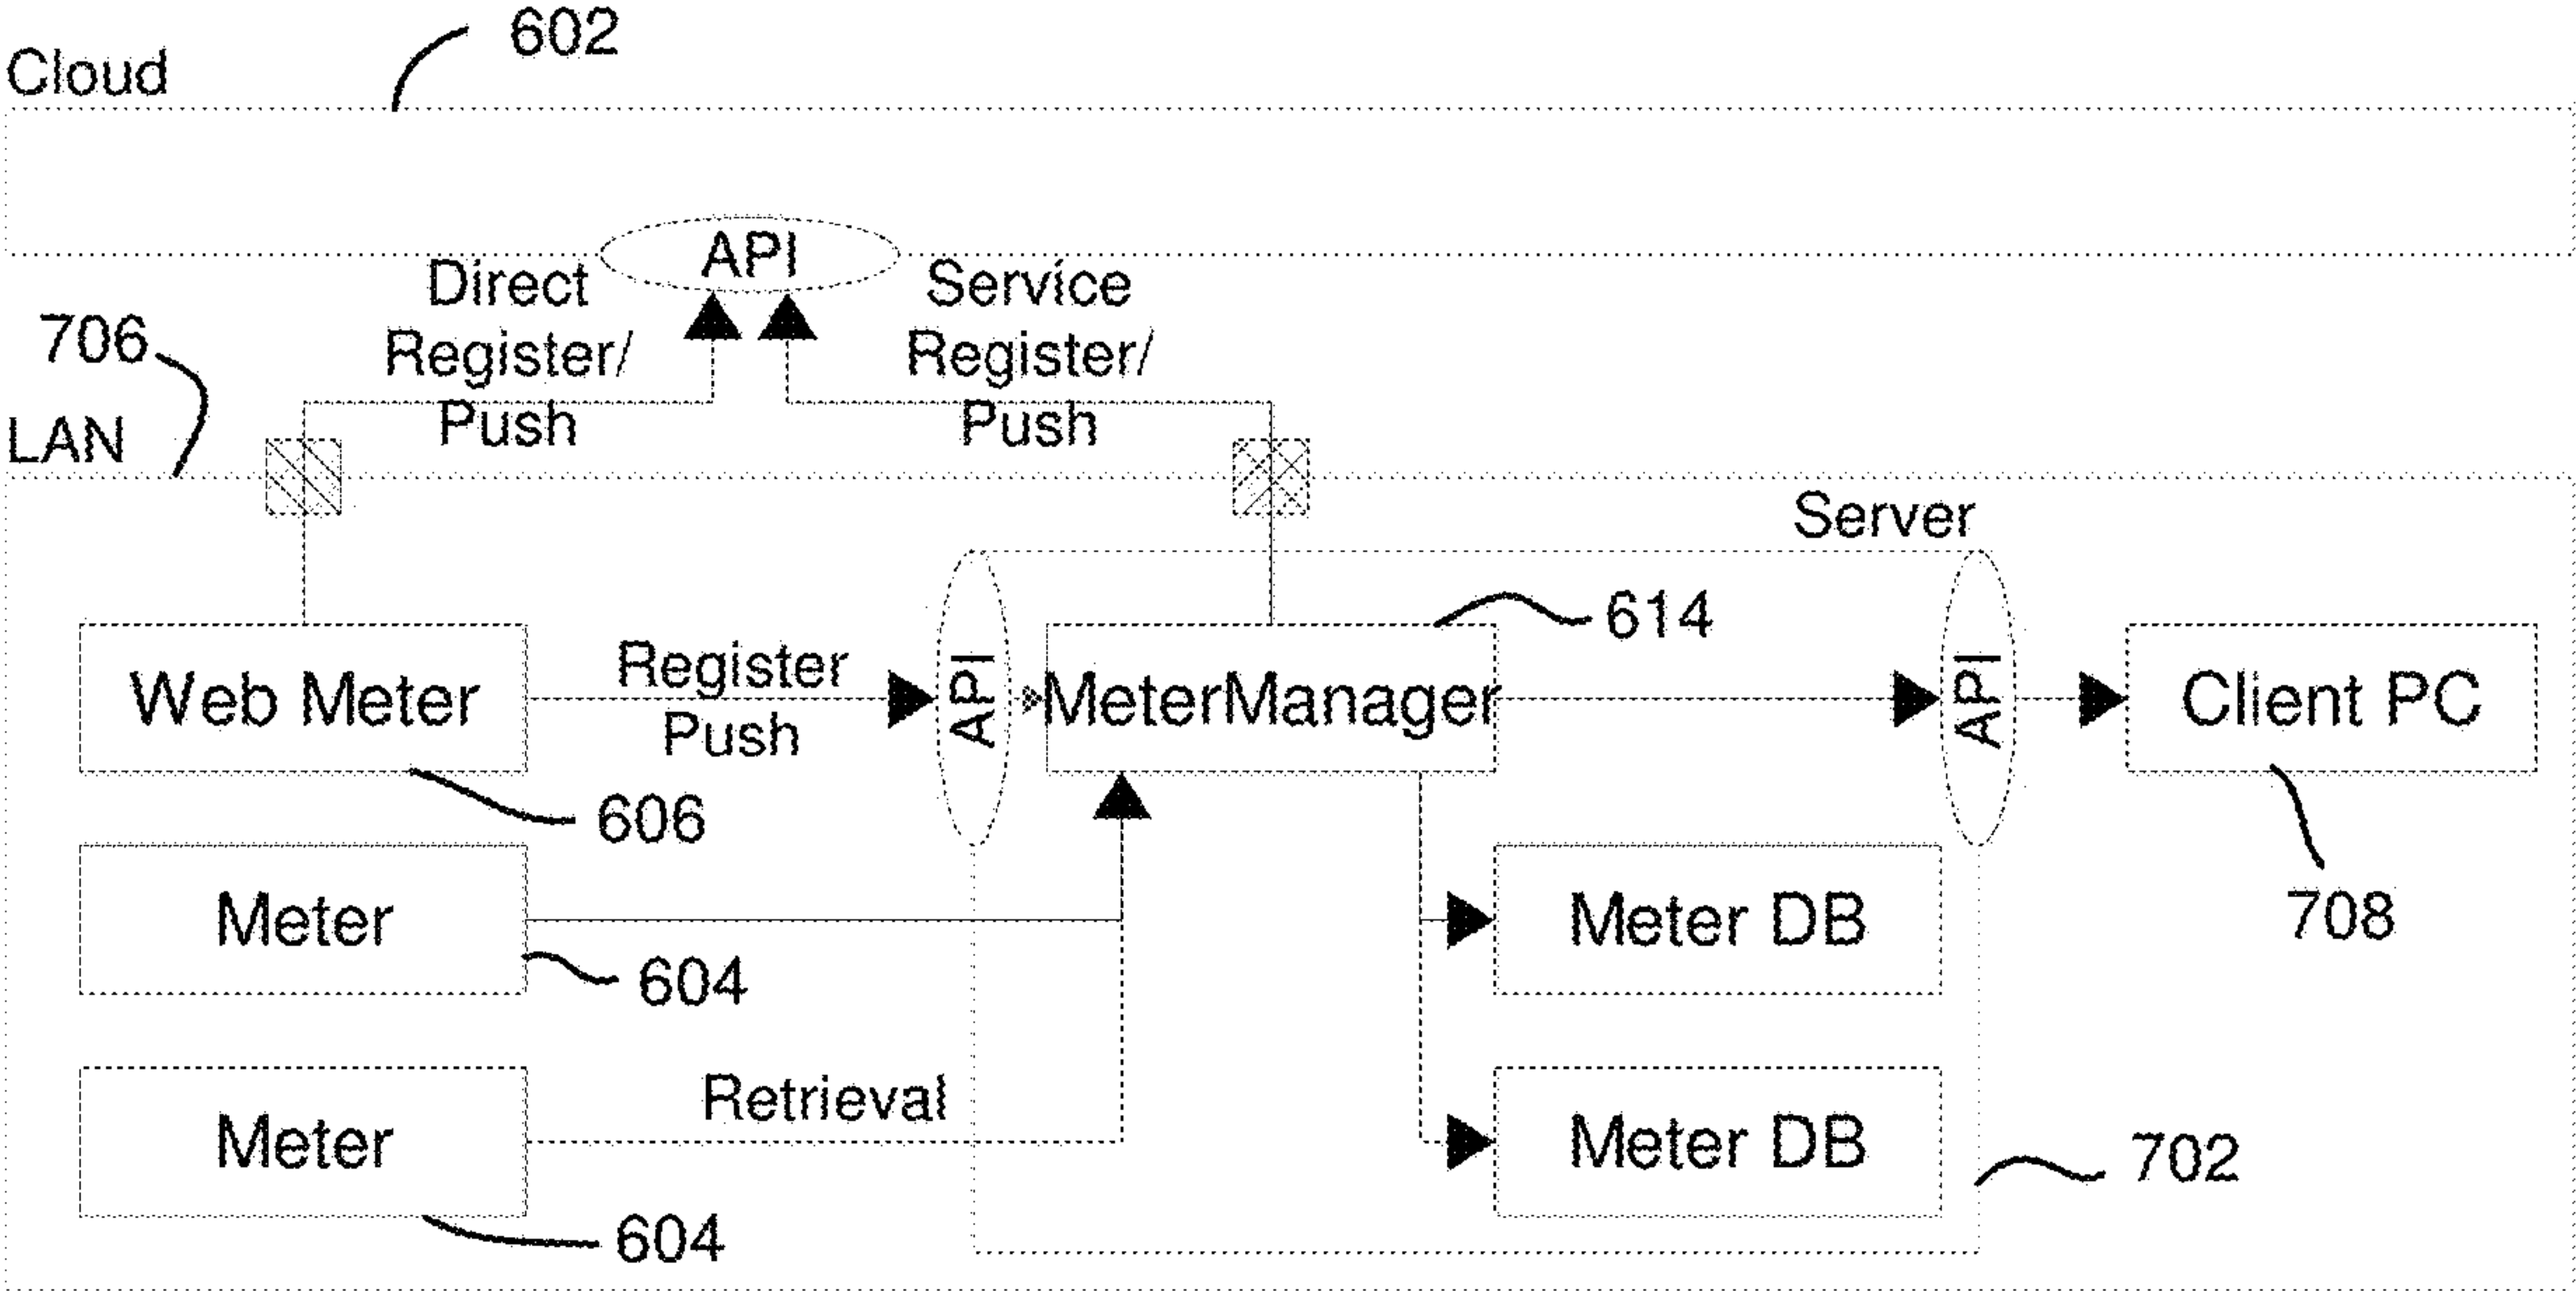 602
Cloud
API
Direct
Register/
Push
Service
Register/
Push
706
LAN
Server
614
Web Meter
Register
Push
API
MeterManager
API
Client PC
606
Meter
604
Meter DB
708
Meter
Retrieval
Meter DB
702
604